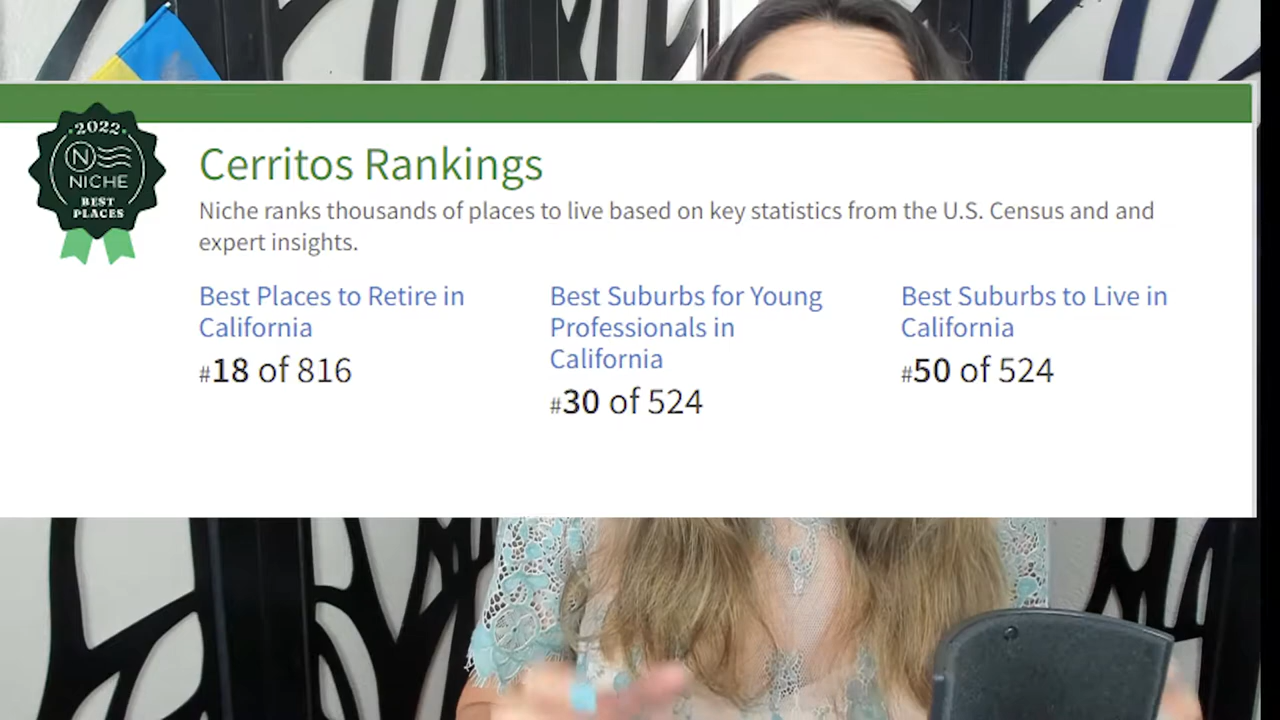 2022
N
NICHE
BEST
PLACES
Cerritos Rankings
Niche ranks thousands of places to live based on key statistics from the U.S. Census and and
expert insights.
Best Places to Retire in
California
#18 of 816
Best Suburbs for Young
Professionals in
California
#30 of 524
Best Suburbs to Live in
California
#50 of 524